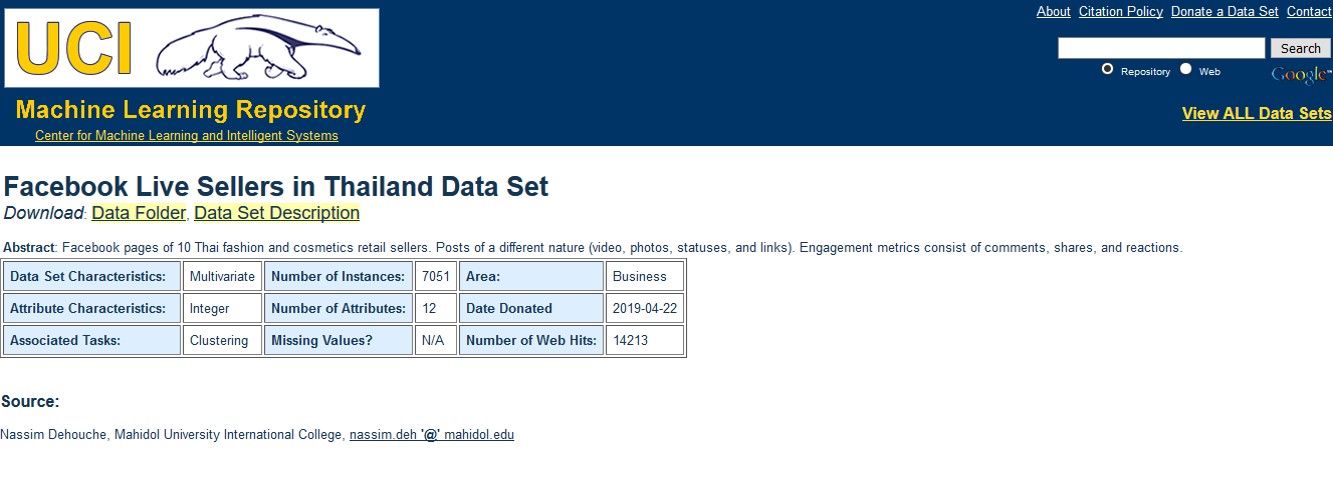 About Citation Policy Donate a Data Set Contact
UCI
Search
Repository Web
Google™
Machine Learning Repository
View ALL Data Sets
Center for Machine Learning and Intelligent Systems
Facebook Live Sellers in Thailand Data Set
Download: Data Folder, Data Set Description
Abstract: Facebook pages of 10 Thai fashion and cosmetics retail sellers. Posts of a different nature (video, photos, statuses, and links). Engagement metrics consist of comments, shares, and reactions.
Data Set Characteristics: Multivariate Number of Instances: 7051 Area: Business
Attribute Characteristics: Integer Number of Attributes: 12 Date Donated 2019-04-22
Associated Tasks: Clustering Missing Values? N/A Number of Web Hits: 14213
Source:
Nassim Dehouche, Mahidol University International College, nassim.deh '@' mahidol.edu